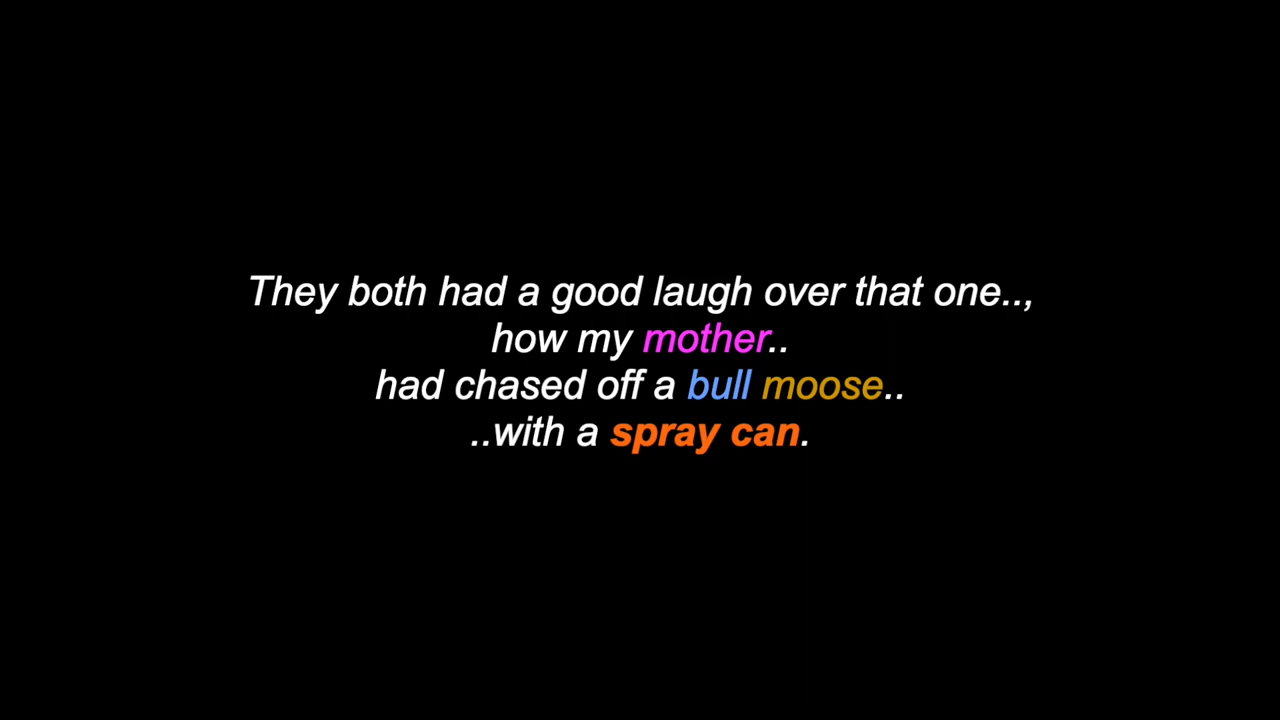 They both had a good laugh over that one..,
how my mother..
had chased off a bull moose..
..with a spray can.